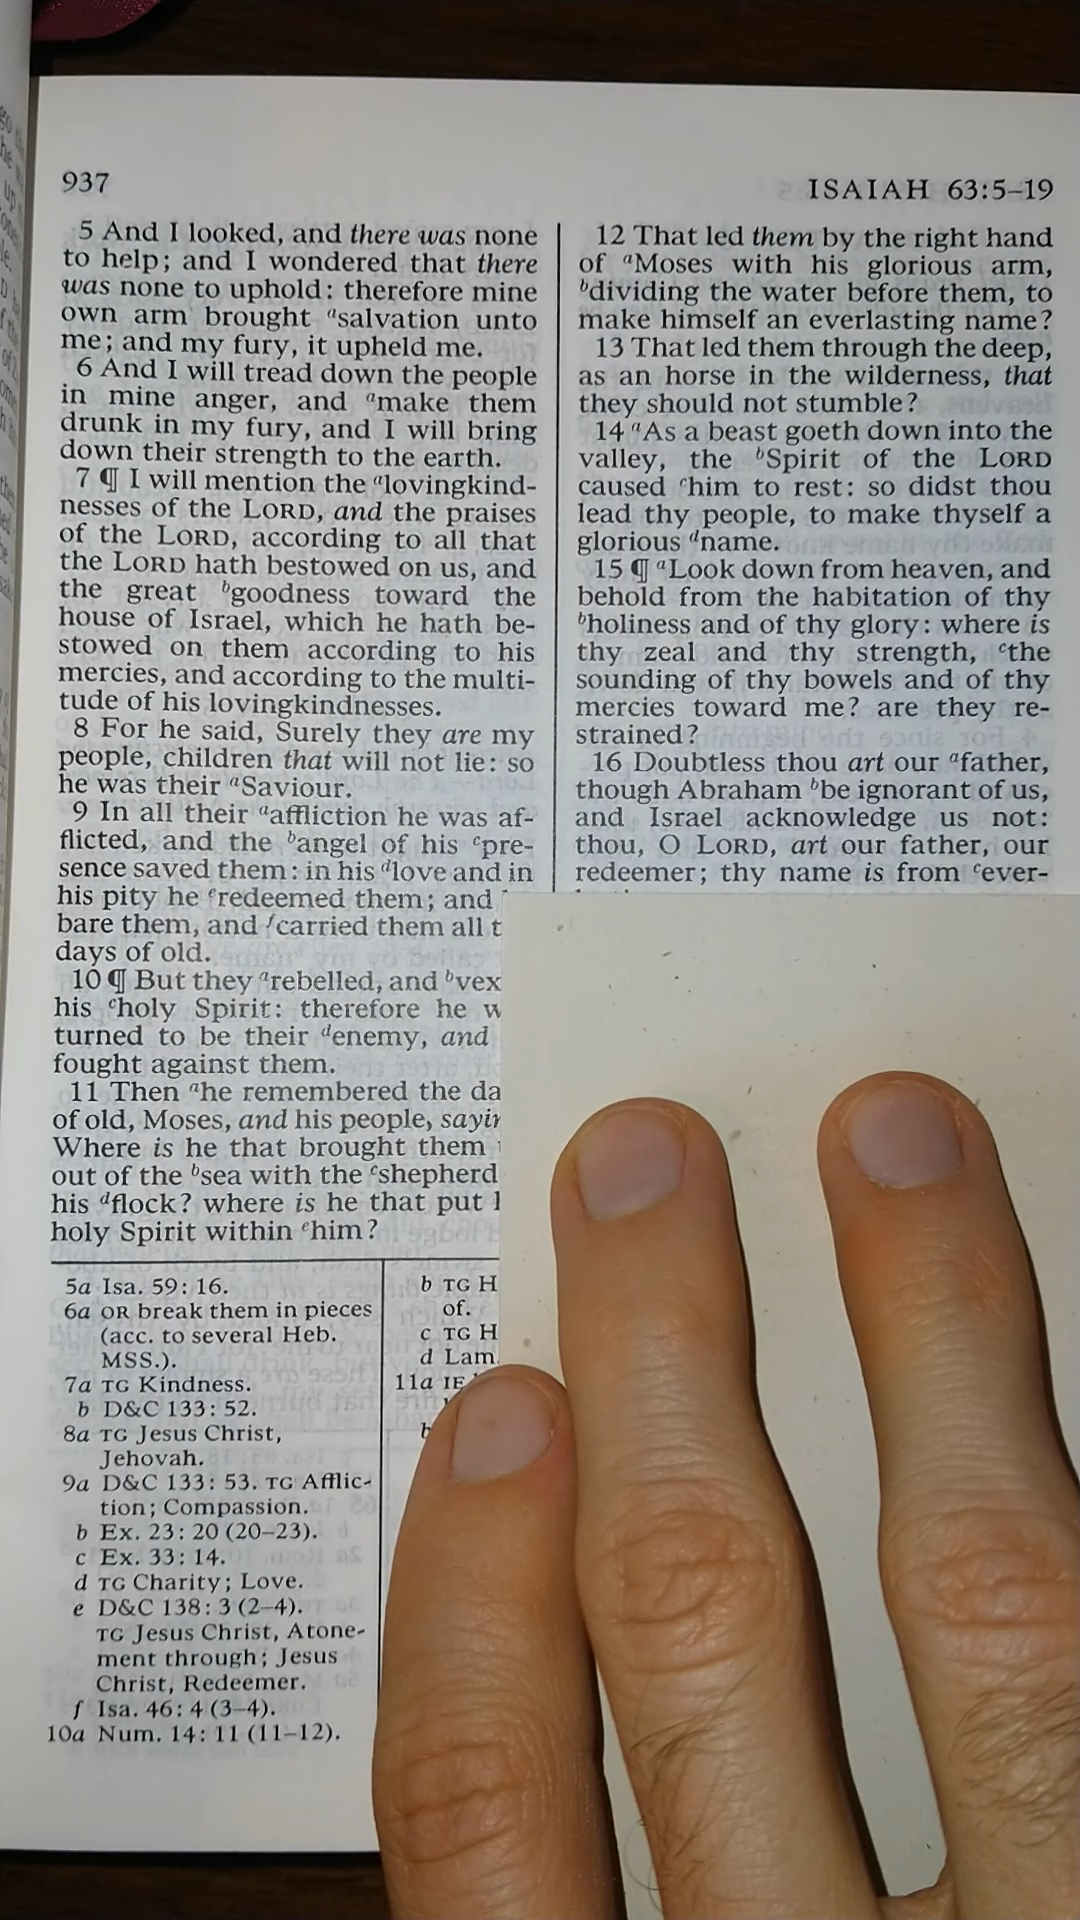 937
ISAIAH 63:5–19
5 And I looked, and there was none
to help; and I wondered that there
was none to uphold: therefore mine
own arm brought a salvation unto
me; and my fury, it upheld me.
6 And I will tread down the people
in mine anger, and a make them
drunk in my fury, and I will bring
down their strength to the earth.
7 ¶ I will mention the a lovingkind-
nesses of the LORD, and the praises
of the LORD, according to all that
the LORD hath bestowed on us, and
the great b goodness toward the
house of Israel, which he hath be-
stowed on them according to his
mercies, and according to the multi-
tude of his lovingkindnesses.
8 For he said, Surely they are my
people, children that will not lie: so
he was their a Saviour.
9 In all their a affliction he was af-
flicted, and the b angel of his c pre-
sence saved them: in his d love and in
his pity he e redeemed them; and
bare them, and f carried them all
days of old.
10 ¶ But they a rebelled, and b vex
his c holy Spirit: therefore he
turned to be their d enemy, and
fought against them.
11 Then a he remembered the da
of old, Moses, and his people,
Where is he that brought them
out of the b sea with the c shepherd
his d flock? where is he that put
holy Spirit within e him?
12 That led them by the right hand
of a Moses with his glorious arm,
b dividing the water before them, to
make himself an everlasting name?
13 That led them through the deep,
as an horse in the wilderness, that
they should not stumble?
14 a As a beast goeth down into the
valley, the b Spirit of the LORD
caused c him to rest: so didst thou
lead thy people, to make thyself a
glorious d name.
15 ¶ a Look down from heaven, and
behold from the habitation of thy
b holiness and of thy glory: where is
thy zeal and thy strength, c the
sounding of thy bowels and of thy
mercies toward me? are they re-
strained?
16 Doubtless thou art our a father,
though Abraham b be ignorant of us,
and Israel acknowledge us not:
thou, O LORD, art our father, our
redeemer; thy name is from c ever-
5a Isa. 59:16.
6a OR break them in pieces
(acc. to several Heb.
MSS.).
7a TG Kindness.
b D&C 133:52.
8a TG Jesus Christ,
Jehovah.
9a D&C 133:53. TG Afflic-
tion; Compassion.
b Ex. 23:20 (20–23).
c Ex. 33:14.
d TG Charity; Love.
e D&C 138:3 (2–4).
TG Jesus Christ, Atone-
ment through; Jesus
Christ, Redeemer.
f Isa. 46:4 (3–4).
10a Num. 14:11 (11–12).
b TG H
of.
c TG H
d Lam.
11a IE
b